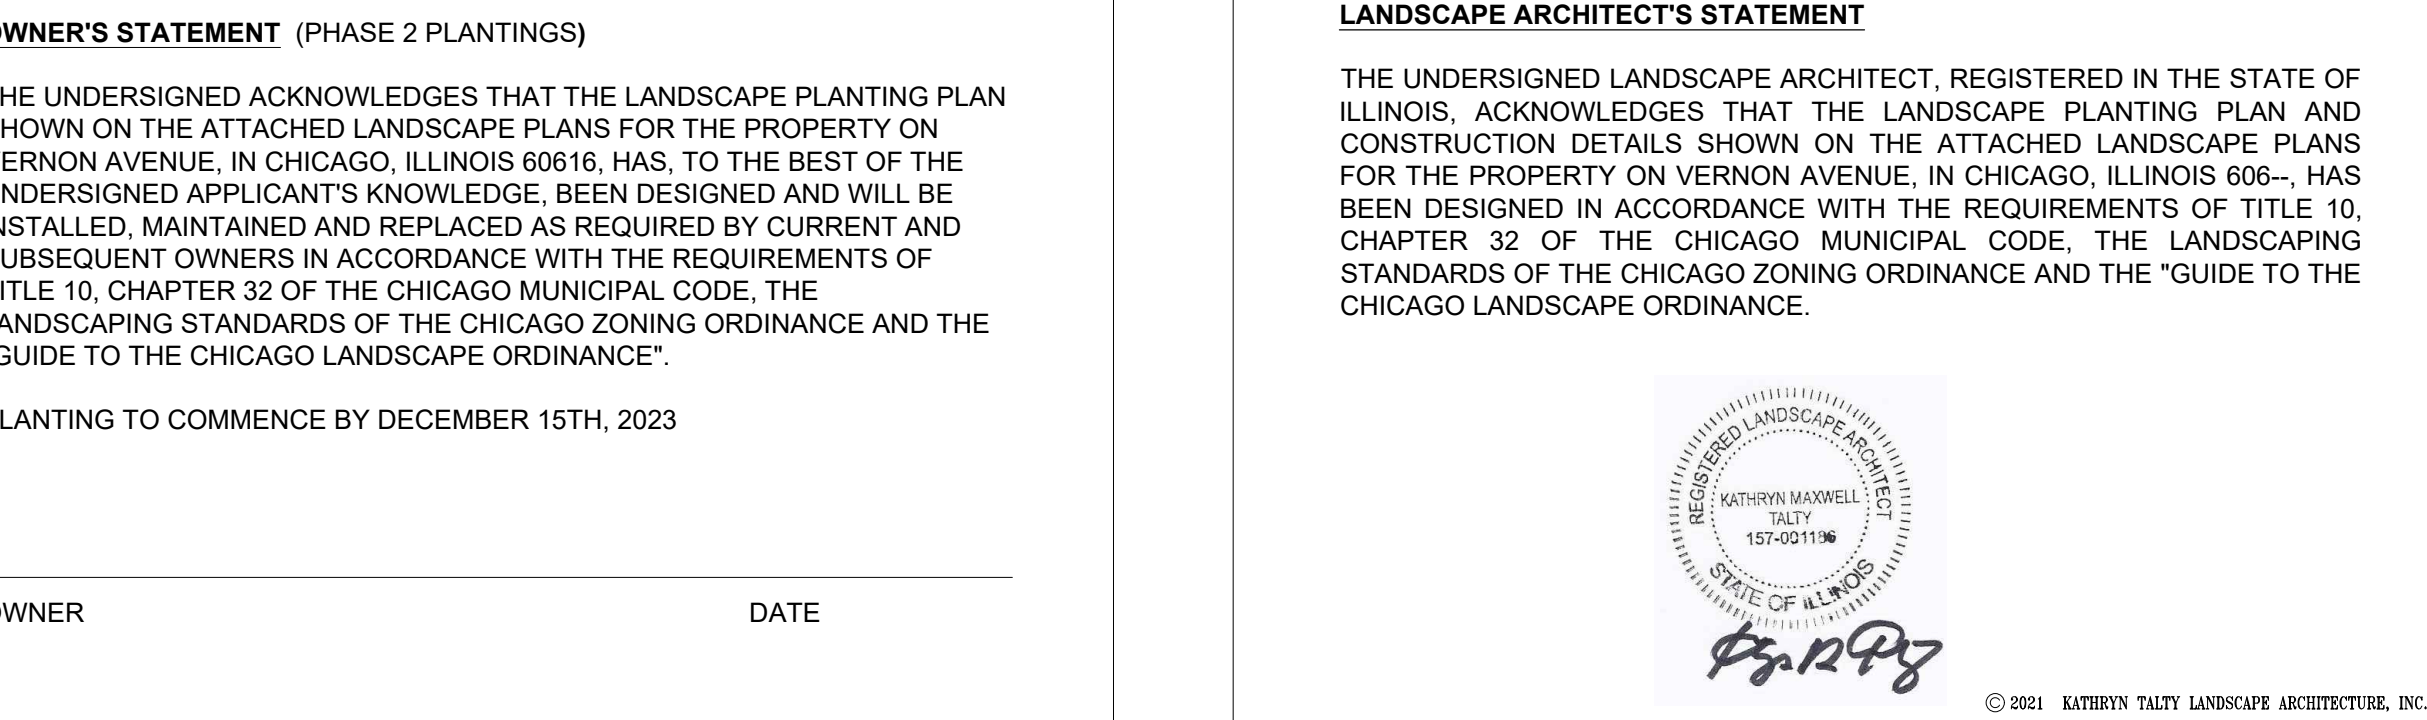 OWNER'S STATEMENT (PHASE 2 PLANTINGS)
HE UNDERSIGNED ACKNOWLEDGES THAT THE LANDSCAPE PLANTING PLAN
HOWN ON THE ATTACHED LANDSCAPE PLANS FOR THE PROPERTY ON
ERNON AVENUE, IN CHICAGO, ILLINOIS 60616, HAS, TO THE BEST OF THE
NDERSIGNED APPLICANT'S KNOWLEDGE, BEEN DESIGNED AND WILL BE
NSTALLED, MAINTAINED AND REPLACED AS REQUIRED BY CURRENT AND
UBSEQUENT OWNERS IN ACCORDANCE WITH THE REQUIREMENTS OF
ITLE 10, CHAPTER 32 OF THE CHICAGO MUNICIPAL CODE, THE
ANDSCAPING STANDARDS OF THE CHICAGO ZONING ORDINANCE AND THE
GUIDE TO THE CHICAGO LANDSCAPE ORDINANCE".
LANTING TO COMMENCE BY DECEMBER 15TH, 2023
OWNER DATE
LANDSCAPE ARCHITECT'S STATEMENT
THE UNDERSIGNED LANDSCAPE ARCHITECT, REGISTERED IN THE STATE OF
ILLINOIS, ACKNOWLEDGES THAT THE LANDSCAPE PLANTING PLAN AND
CONSTRUCTION DETAILS SHOWN ON THE ATTACHED LANDSCAPE PLANS
FOR THE PROPERTY ON VERNON AVENUE, IN CHICAGO, ILLINOIS 606--, HAS
BEEN DESIGNED IN ACCORDANCE WITH THE REQUIREMENTS OF TITLE 10,
CHAPTER 32 OF THE CHICAGO MUNICIPAL CODE, THE LANDSCAPING
STANDARDS OF THE CHICAGO ZONING ORDINANCE AND THE "GUIDE TO THE
CHICAGO LANDSCAPE ORDINANCE.
REGISTERED LANDSCAPE ARCHITECT
KATHRYN MAXWELL
TALTY
STATE OF ILLINOIS
© 2021 KATHRYN TALTY LANDSCAPE ARCHITECTURE, INC.